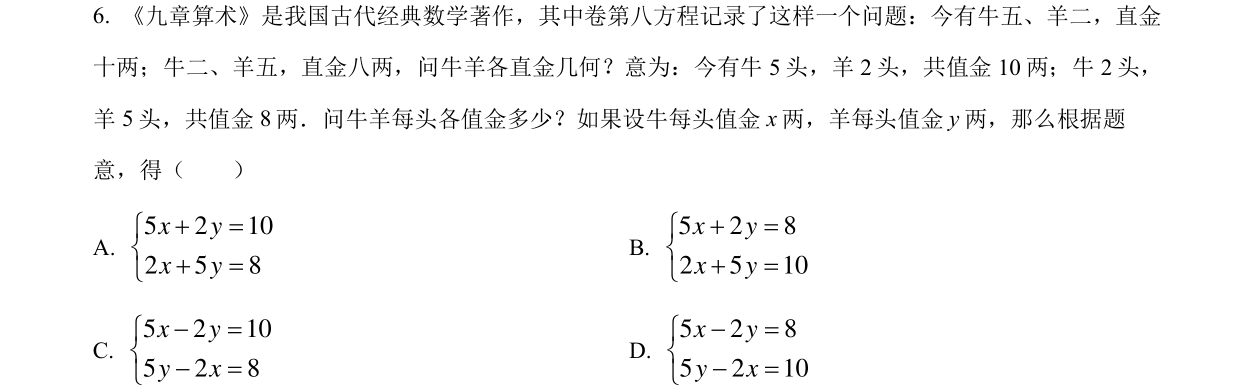 6. 《九章算术》是我国古代经典数学著作，其中卷第八方程记录了这样一个问题：今有牛五、羊二，直金
十两；牛二、羊五，直金八两，问牛羊各直金几何？意为：今有牛 5 头，羊 2 头，共值金 10 两；牛 2 头，
羊 5 头，共值金 8 两．问牛羊每头各值金多少？如果设牛每头值金 x 两，羊每头值金 y 两，那么根据题
意，得（　　）
A. {5x+2y=10
2x+5y=8
B. {5x+2y=8
2x+5y=10
C. {5x−2y=10
5y−2x=8
D. {5x−2y=8
5y−2x=10